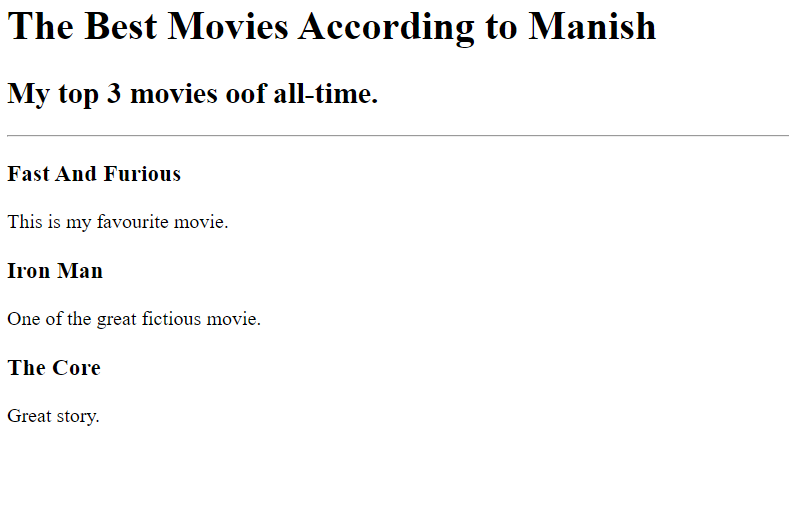 The Best Movies According to Manish
My top 3 movies oof all-time.
Fast And Furious
This is my favourite movie.
Iron Man
One of the great fictious movie.
The Core
Great story.